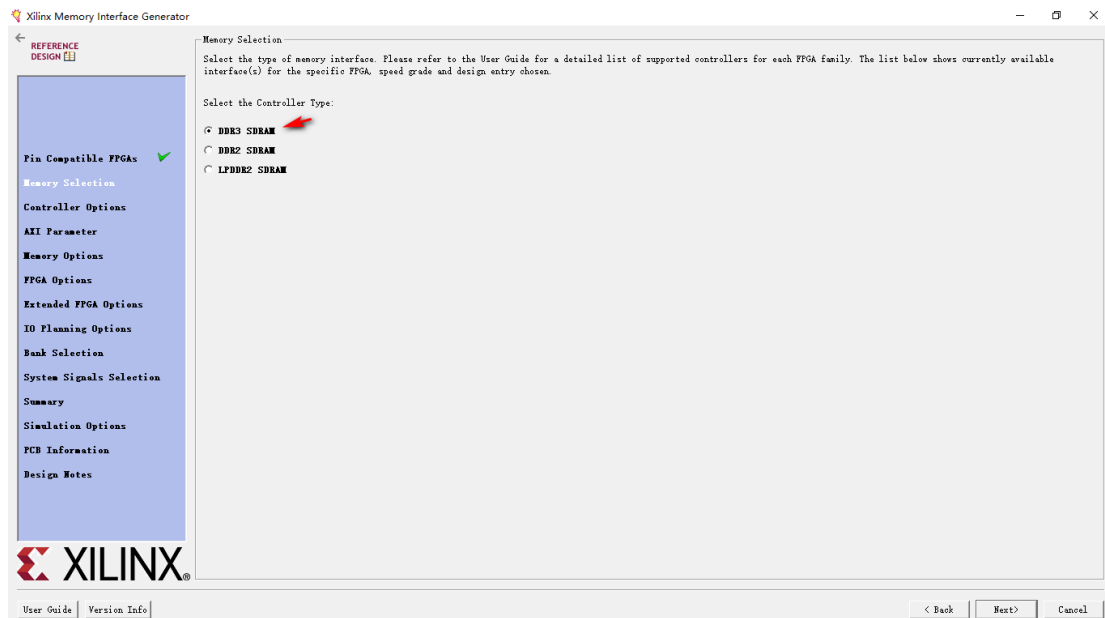 Xilinx Memory Interface Generator
REFERENCE
DESIGN
Pin Compatible FPGAs
Memory Selection
Controller Options
AXI Parameter
Memory Options
FPGA Options
Extended FPGA Options
IO Planning Options
Bank Selection
System Signals Selection
Summary
Simulation Options
PCB Information
Design Notes
XILINX®
Memory Selection
Select the type of memory interface. Please refer to the User Guide for a detailed list of supported controllers for each FPGA family. The list below shows currently available
interface(s) for the specific FPGA, speed grade and design entry chosen.
Select the Controller Type:
DDR3 SDRAM
DDR2 SDRAM
LPDDR2 SDRAM
User Guide
Version Info
< Back
Next>
Cancel